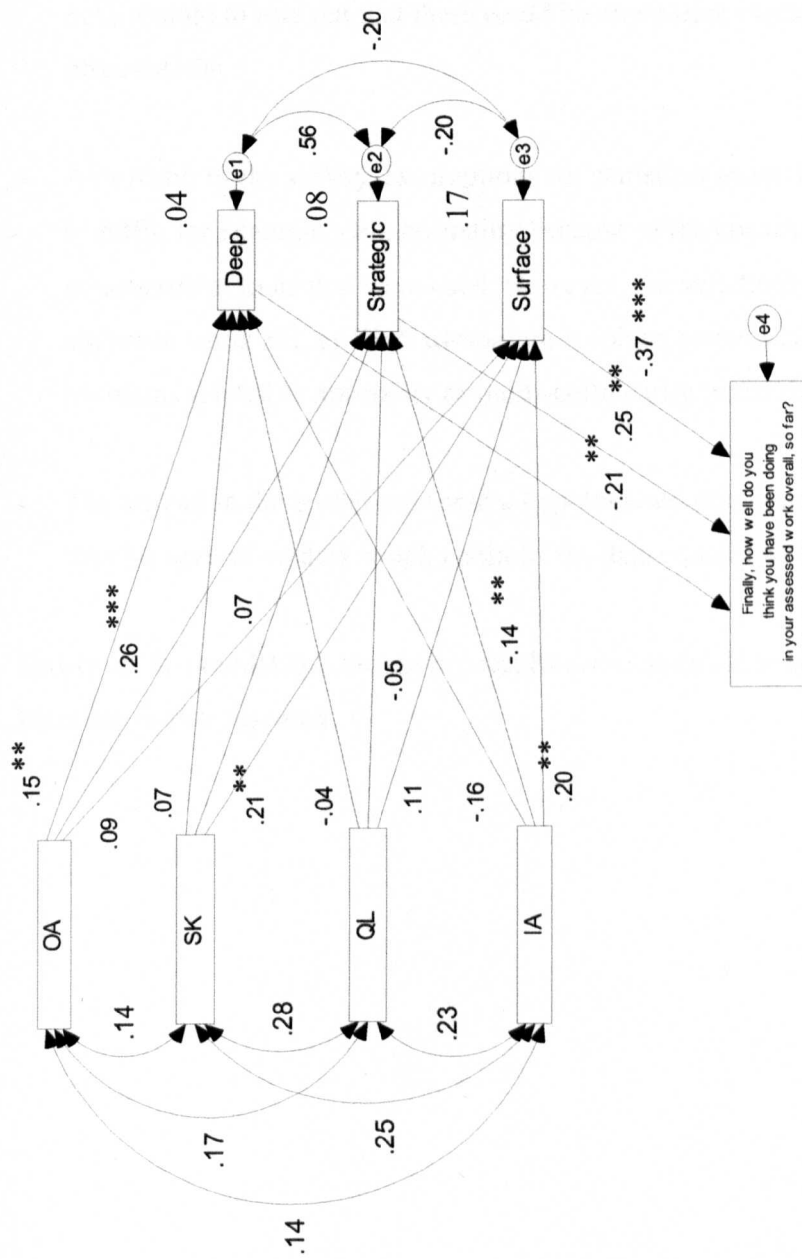 -.20
.04
e1
Deep
.56
.15 **
.26 ***
OA
.09
.08
e2
Strategic
-.20
.14
.07
.07
SK
.21 **
.17
e3
Surface
.28
-.04
-.05
QL
.11
-.14 **
.17
.23
-.16
.25
IA
.20 **
.14
-.21 **
.25 **
-.37 ***
e4
Finally, how well do you
think you have been doing
in your assessed work overall, so far?